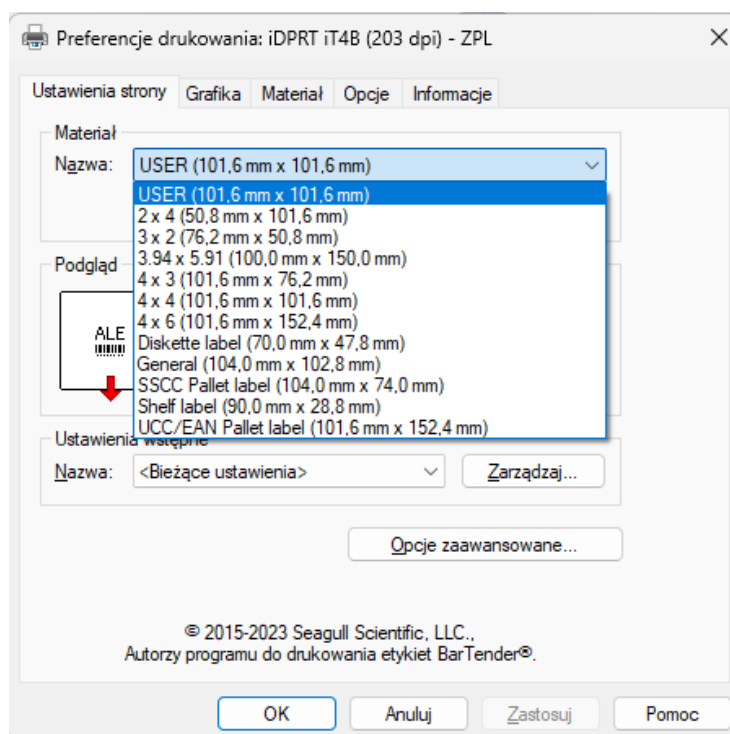 Preferencje drukowania: iDPRT iT4B (203 dpi) - ZPL
Ustawienia strony Grafika Materiał Opcje Informacje
Materiał
Nazwa: USER (101,6 mm x 101,6 mm)
USER (101,6 mm x 101,6 mm)
2 x 4 (50,8 mm x 101,6 mm)
3 x 2 (76,2 mm x 50,8 mm)
3.94 x 5.91 (100,0 mm x 150,0 mm)
4 x 3 (101,6 mm x 76,2 mm)
4 x 4 (101,6 mm x 101,6 mm)
4 x 6 (101,6 mm x 152,4 mm)
Diskette label (70,0 mm x 47,8 mm)
General (104,0 mm x 102,8 mm)
SSCC Pallet label (104,0 mm x 74,0 mm)
Shelf label (90,0 mm x 28,8 mm)
UCC/EAN Pallet label (101,6 mm x 152,4 mm)
Podgląd
ALE
Ustawienia wstępne
Nazwa: <Bieżące ustawienia> Zarządzaj...
Opcje zaawansowane...
© 2015-2023 Seagull Scientific, LLC.,
Autorzy programu do drukowania etykiet BarTender®.
OK Anuluj Zastosuj Pomoc